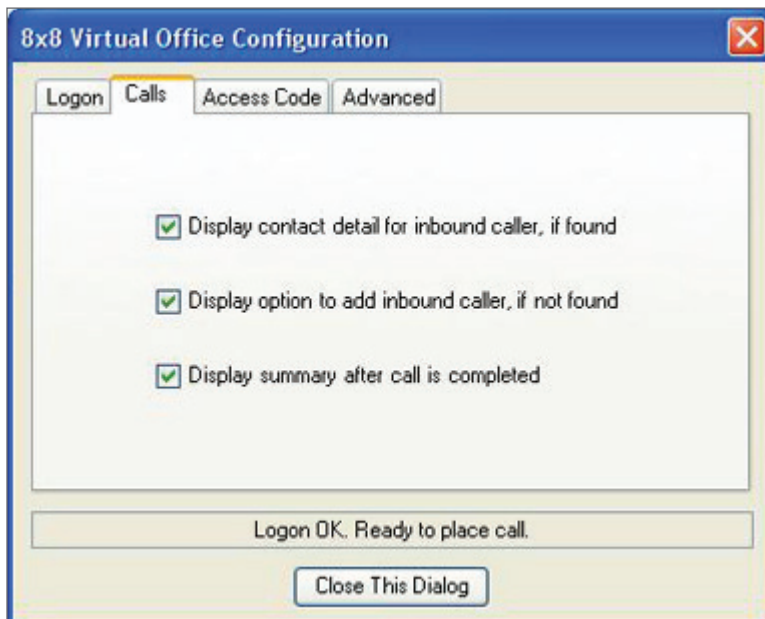 8x8 Virtual Office Configuration
Logon Calls Access Code Advanced
Display contact detail for inbound caller, if found
Display option to add inbound caller, if not found
Display summary after call is completed
Logon OK. Ready to place call.
Close This Dialog